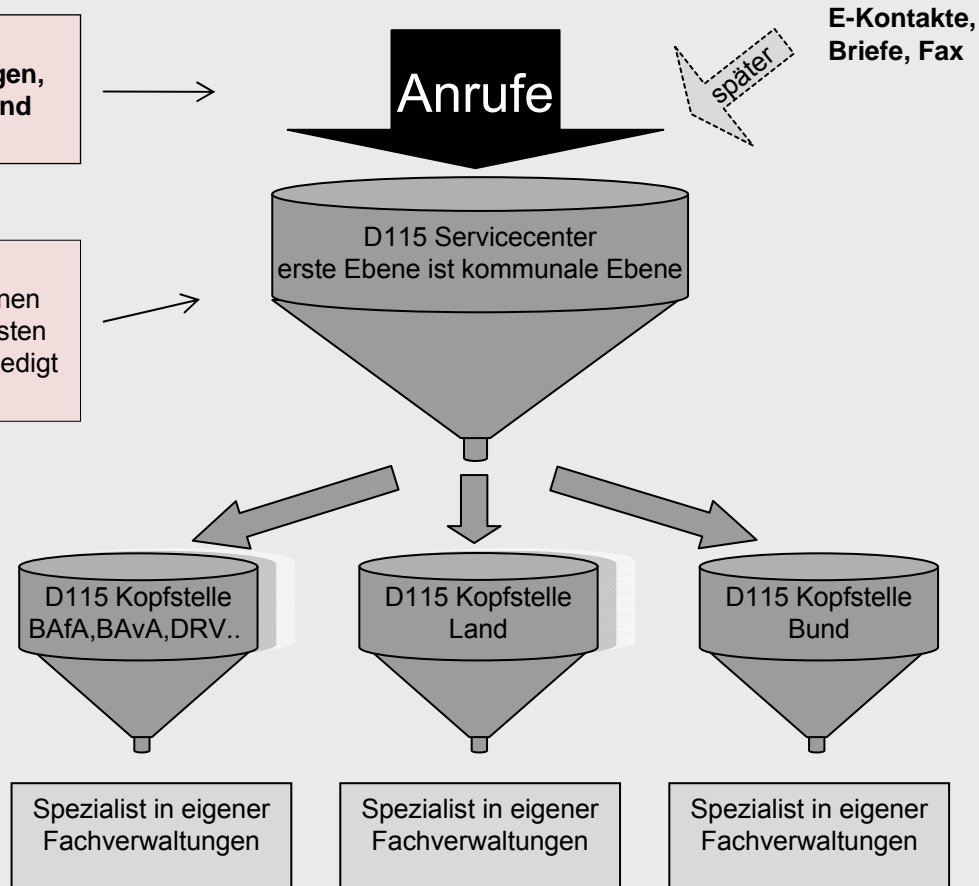 E-Kontakte,
Briefe, Fax
später
Anrufe
gen,
nd
D115 Servicecenter
erste Ebene ist kommunale Ebene
nen
sten
edigt
D115 Kopfstelle
BAfA,BAvA,DRV..
D115 Kopfstelle
Land
D115 Kopfstelle
Bund
Spezialist in eigener
Fachverwaltungen
Spezialist in eigener
Fachverwaltungen
Spezialist in eigener
Fachverwaltungen